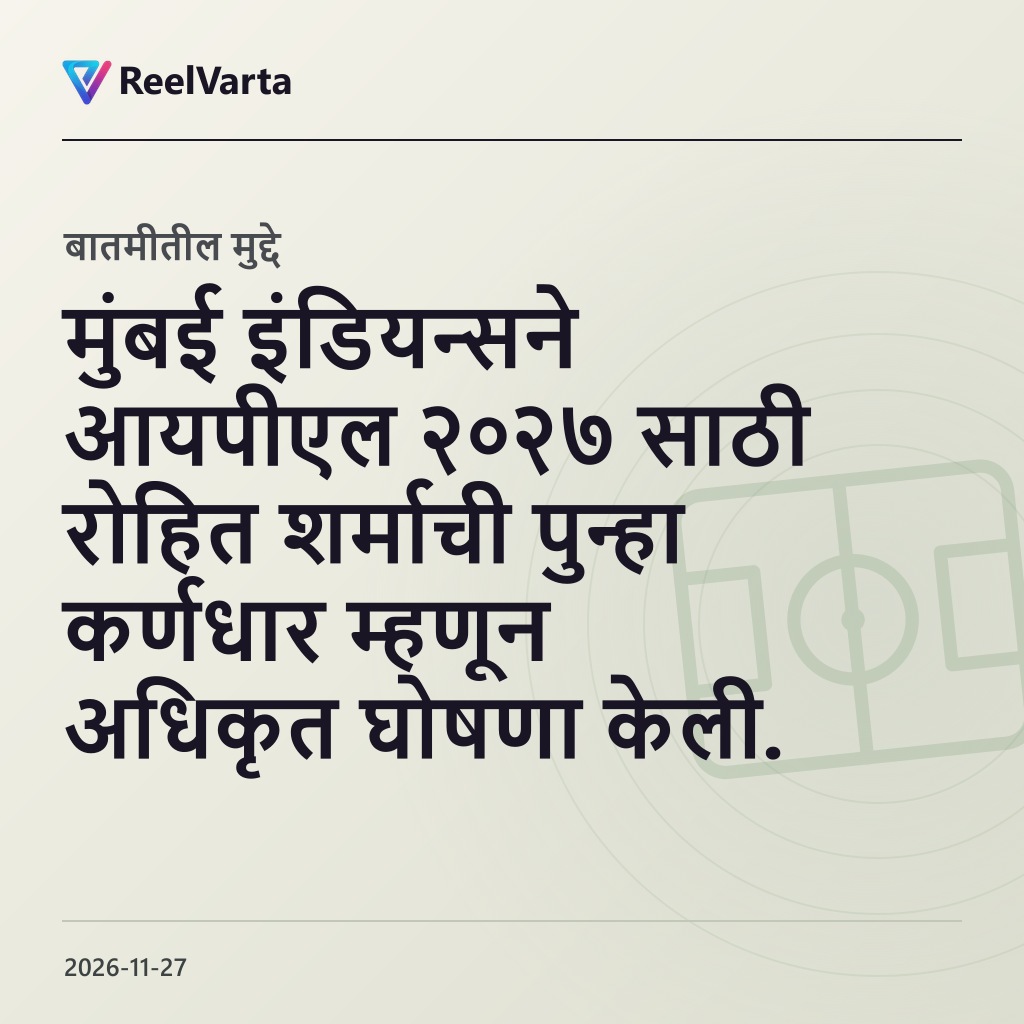 ReelVarta
बातमीतील मुद्दे
मुंबई इंडियन्सने
आयपीएल २०२७ साठी
रोहित शर्माची पुन्हा
कर्णधार म्हणून
अधिकृत घोषणा केली.
2026-11-27